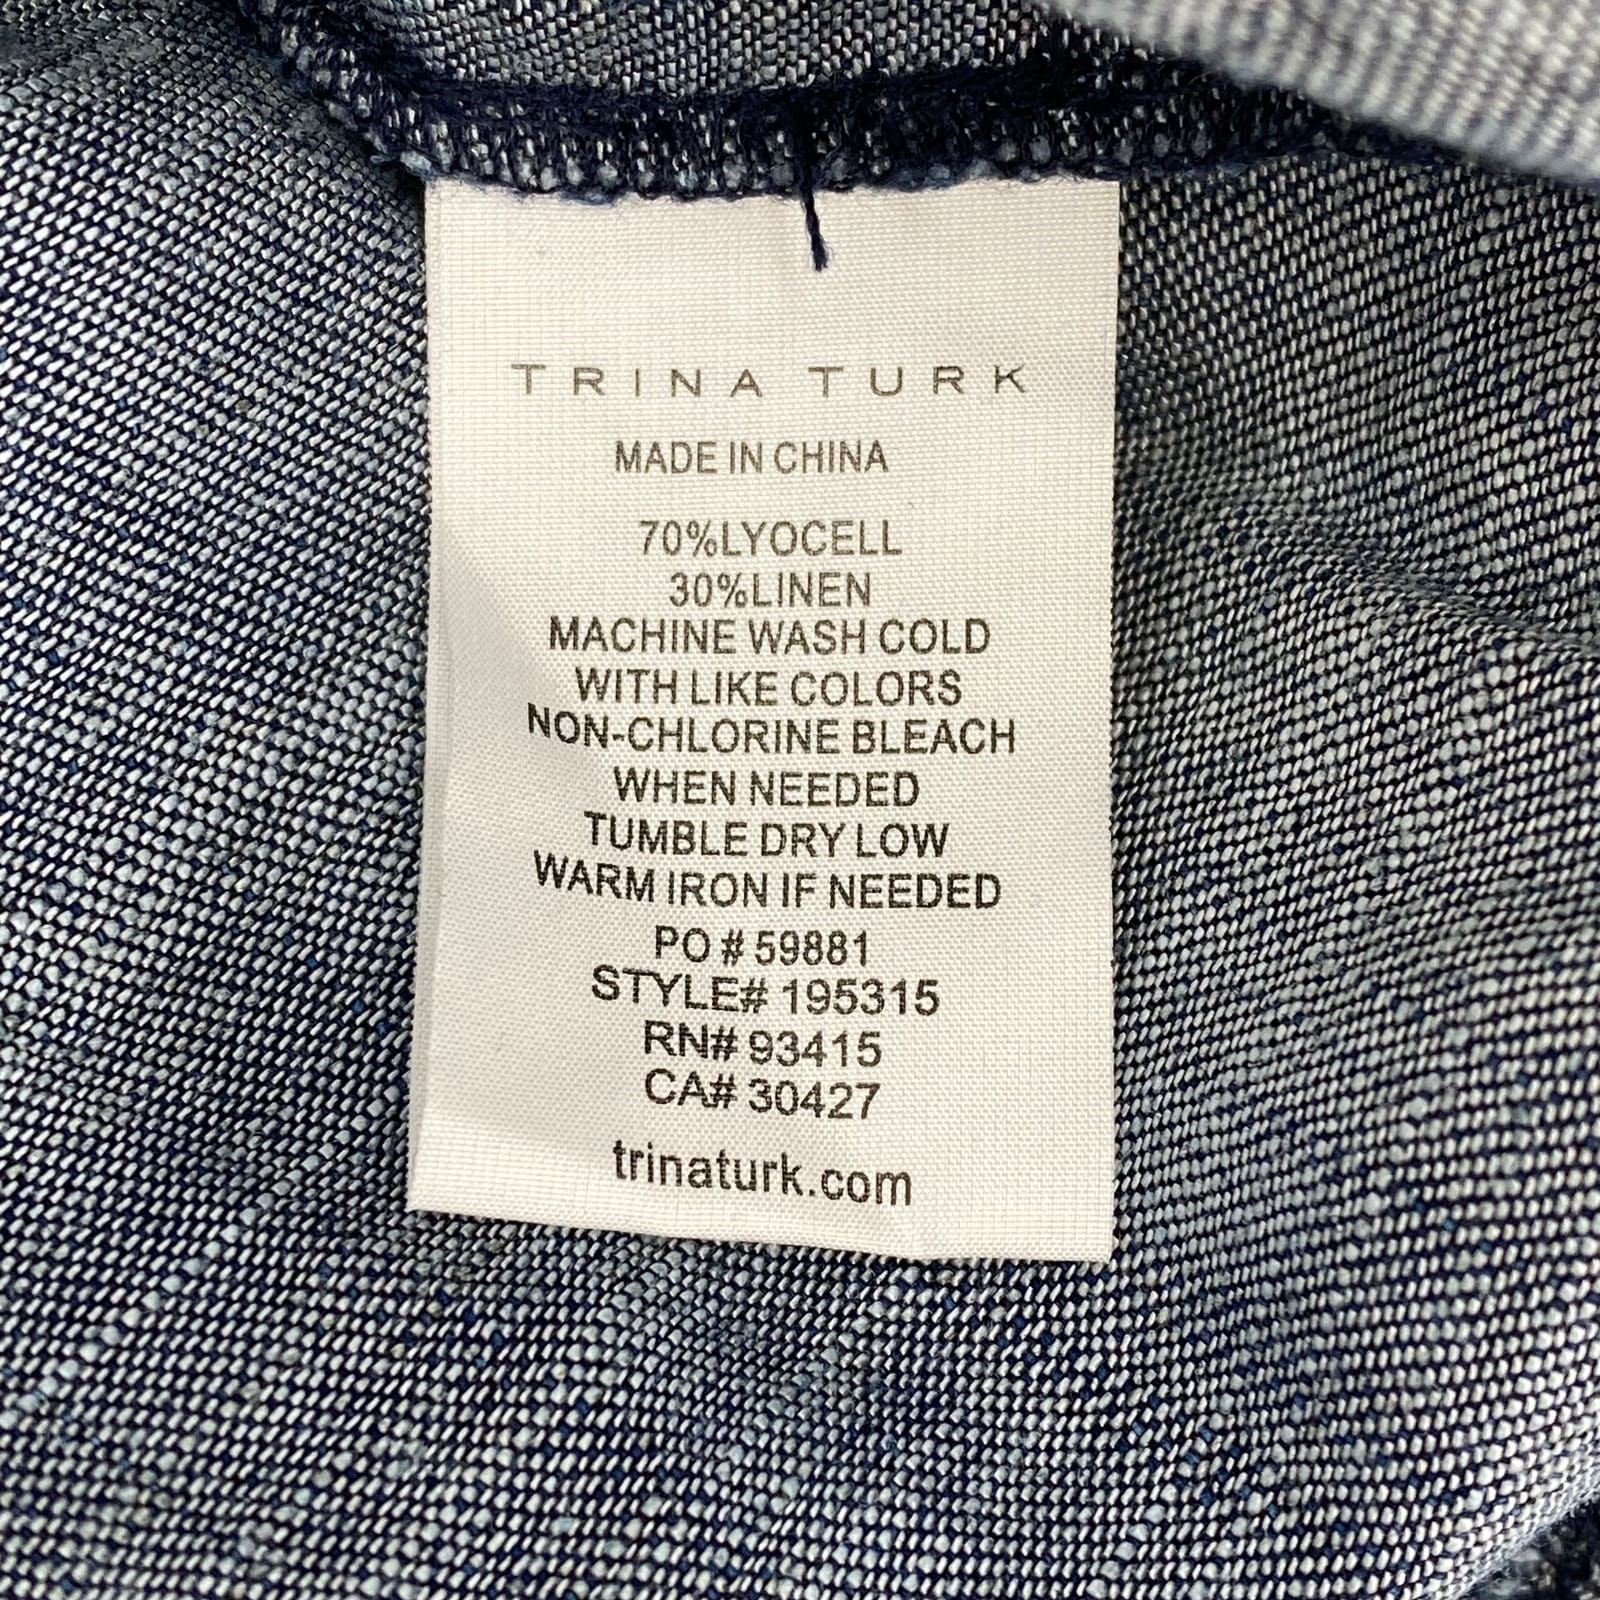 TRINA TURK
MADE IN CHINA
70%LYOCELL
30%LINEN
MACHINE WASH COLD
WITH LIKE COLORS
NON-CHLORINE BLEACH
WHEN NEEDED
TUMBLE DRY LOW
WARM IRON IF NEEDED
PO # 59881
STYLE# 195315
RN# 93415
CA# 30427
trinaturk.com